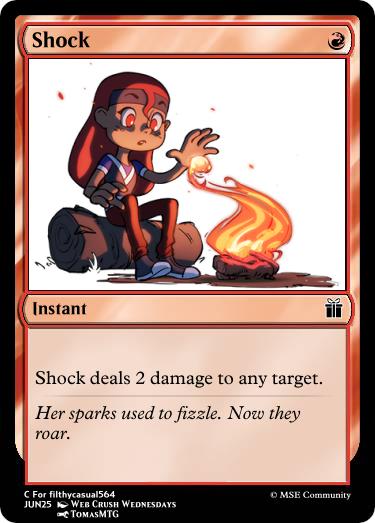 Shock
Instant
Shock deals 2 damage to any target.
Her sparks used to fizzle. Now they
roar.
C For filthycasual564
JUN25 Web Crush Wednesdays
TomasMTG
© MSE Community